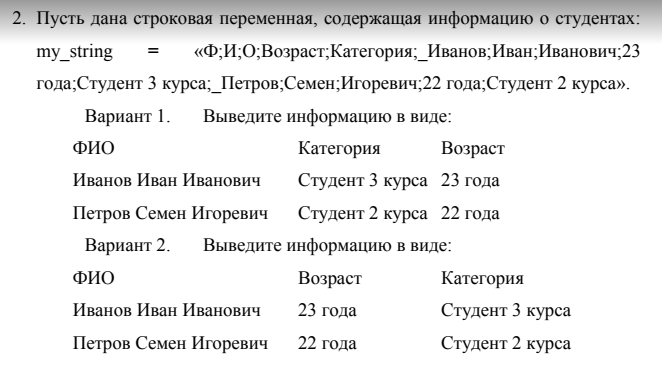 2. Пусть дана строковая переменная, содержащая информацию о студентах:
my_string = «Ф;И;О;Возраст;Категория;_Иванов;Иван;Иванович;23
года;Студент 3 курса;_Петров;Семен;Игоревич;22 года;Студент 2 курса».
Вариант 1. Выведите информацию в виде:
ФИО Категория Возраст
Иванов Иван Иванович Студент 3 курса 23 года
Петров Семен Игоревич Студент 2 курса 22 года
Вариант 2. Выведите информацию в виде:
ФИО Возраст Категория
Иванов Иван Иванович 23 года Студент 3 курса
Петров Семен Игоревич 22 года Студент 2 курса